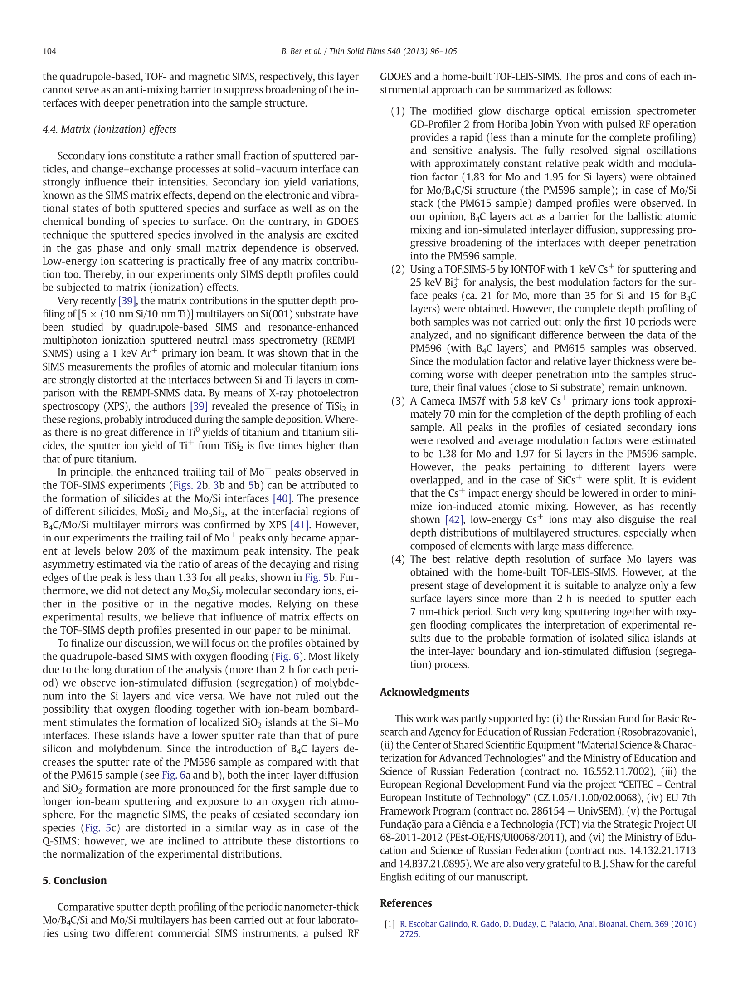 104
B. Ber et al. / Thin Solid Films 540 (2013) 96–105
the quadrupole-based, TOF- and magnetic SIMS, respectively, this layer
cannot serve as an anti-mixing barrier to suppress broadening of the in-
terfaces with deeper penetration into the sample structure.
4.4. Matrix (ionization) effects
Secondary ions constitute a rather small fraction of sputtered par-
ticles, and change–exchange processes at solid–vacuum interface can
strongly influence their intensities. Secondary ion yield variations,
known as the SIMS matrix effects, depend on the electronic and vibra-
tional states of both sputtered species and surface as well as on the
chemical bonding of species to surface. On the contrary, in GDOES
technique the sputtered species involved in the analysis are excited
in the gas phase and only small matrix dependence is observed.
Low-energy ion scattering is practically free of any matrix contribu-
tion too. Thereby, in our experiments only SIMS depth profiles could
be subjected to matrix (ionization) effects.
Very recently [39], the matrix contributions in the sputter depth pro-
filing of [5 × (10 nm Si/10 nm Ti)] multilayers on Si(001) substrate have
been studied by quadrupole-based SIMS and resonance-enhanced
multiphoton ionization sputtered neutral mass spectrometry (REMPI-
SNMS) using a 1 keV Ar⁺ primary ion beam. It was shown that in the
SIMS measurements the profiles of atomic and molecular titanium ions
are strongly distorted at the interfaces between Si and Ti layers in com-
parison with the REMPI-SNMS data. By means of X-ray photoelectron
spectroscopy (XPS), the authors [39] revealed the presence of TiSi₂ in
these regions, probably introduced during the sample deposition. Where-
as there is no great difference in Ti⁰ yields of titanium and titanium sili-
cides, the sputter ion yield of Ti⁺ from TiSi₂ is five times higher than
that of pure titanium.
In principle, the enhanced trailing tail of Mo⁺ peaks observed in
the TOF-SIMS experiments (Figs. 2b, 3b and 5b) can be attributed to
the formation of silicides at the Mo/Si interfaces [40]. The presence
of different silicides, MoSi₂ and Mo₅Si₃, at the interfacial regions of
B₄C/Mo/Si multilayer mirrors was confirmed by XPS [41]. However,
in our experiments the trailing tail of Mo⁺ peaks only became appar-
ent at levels below 20% of the maximum peak intensity. The peak
asymmetry estimated via the ratio of areas of the decaying and rising
edges of the peak is less than 1.33 for all peaks, shown in Fig. 5b. Fur-
thermore, we did not detect any MoₓSiy molecular secondary ions, ei-
ther in the positive or in the negative modes. Relying on these
experimental results, we believe that influence of matrix effects on
the TOF-SIMS depth profiles presented in our paper to be minimal.
To finalize our discussion, we will focus on the profiles obtained by
the quadrupole-based SIMS with oxygen flooding (Fig. 6). Most likely
due to the long duration of the analysis (more than 2 h for each peri-
od) we observe ion-stimulated diffusion (segregation) of molybde-
num into the Si layers and vice versa. We have not ruled out the
possibility that oxygen flooding together with ion-beam bombard-
ment stimulates the formation of localized SiO₂ islands at the Si–Mo
interfaces. These islands have a lower sputter rate than that of pure
silicon and molybdenum. Since the introduction of B₄C layers de-
creases the sputter rate of the PM596 sample as compared with that
of the PM615 sample (see Fig. 6a and b), both the inter-layer diffusion
and SiO₂ formation are more pronounced for the first sample due to
longer ion-beam sputtering and exposure to an oxygen rich atmo-
sphere. For the magnetic SIMS, the peaks of cesiated secondary ion
species (Fig. 5c) are distorted in a similar way as in case of the
Q-SIMS; however, we are inclined to attribute these distortions to
the normalization of the experimental distributions.
5. Conclusion
Comparative sputter depth profiling of the periodic nanometer-thick
Mo/B₄C/Si and Mo/Si multilayers has been carried out at four laborato-
ries using two different commercial SIMS instruments, a pulsed RF
GDOES and a home-built TOF-LEIS-SIMS. The pros and cons of each in-
strumental approach can be summarized as follows:
(1) The modified glow discharge optical emission spectrometer
GD-Profiler 2 from Horiba Jobin Yvon with pulsed RF operation
provides a rapid (less than a minute for the complete profiling)
and sensitive analysis. The fully resolved signal oscillations
with approximately constant relative peak width and modula-
tion factor (1.83 for Mo and 1.95 for Si layers) were obtained
for Mo/B₄C/Si structure (the PM596 sample); in case of Mo/Si
stack (the PM615 sample) damped profiles were observed. In
our opinion, B₄C layers act as a barrier for the ballistic atomic
mixing and ion-simulated interlayer diffusion, suppressing pro-
gressive broadening of the interfaces with deeper penetration
into the PM596 sample.
(2) Using a TOF.SIMS-5 by IONTOF with 1 keV Cs⁺ for sputtering and
25 keV Bi₃⁺ for analysis, the best modulation factors for the sur-
face peaks (ca. 21 for Mo, more than 35 for Si and 15 for B₄C
layers) were obtained. However, the complete depth profiling of
both samples was not carried out; only the first 10 periods were
analyzed, and no significant difference between the data of the
PM596 (with B₄C layers) and PM615 samples was observed.
Since the modulation factor and relative layer thickness were be-
coming worse with deeper penetration into the samples struc-
ture, their final values (close to Si substrate) remain unknown.
(3) A Cameca IMS7f with 5.8 keV Cs⁺ primary ions took approxi-
mately 70 min for the completion of the depth profiling of each
sample. All peaks in the profiles of cesiated secondary ions
were resolved and average modulation factors were estimated
to be 1.38 for Mo and 1.97 for Si layers in the PM596 sample.
However, the peaks pertaining to different layers were
overlapped, and in the case of SiCs⁺ were split. It is evident
that the Cs⁺ impact energy should be lowered in order to mini-
mize ion-induced atomic mixing. However, as has recently
shown [42], low-energy Cs⁺ ions may also disguise the real
depth distributions of multilayered structures, especially when
composed of elements with large mass difference.
(4) The best relative depth resolution of surface Mo layers was
obtained with the home-built TOF-LEIS-SIMS. However, at the
present stage of development it is suitable to analyze only a few
surface layers since more than 2 h is needed to sputter each
7 nm-thick period. Such very long sputtering together with oxy-
gen flooding complicates the interpretation of experimental re-
sults due to the probable formation of isolated silica islands at
the inter-layer boundary and ion-stimulated diffusion (segrega-
tion) process.
Acknowledgments
This work was partly supported by: (i) the Russian Fund for Basic Re-
search and Agency for Education of Russian Federation (Rosobrazovanie),
(ii) the Center of Shared Scientific Equipment “Material Science & Charac-
terization for Advanced Technologies” and the Ministry of Education and
Science of Russian Federation (contract no. 16.552.11.7002), (iii) the
European Regional Development Fund via the project “CEITEC – Central
European Institute of Technology” (CZ.1.05/1.1.00/02.0068), (iv) EU 7th
Framework Program (contract no. 286154 — UnivSEM), (v) the Portugal
Fundação para a Ciência e a Technologia (FCT) via the Strategic Project UI
68-2011-2012 (PEst-OE/FIS/UI0068/2011), and (vi) the Ministry of Edu-
cation and Science of Russian Federation (contract nos. 14.132.21.1713
and 14.B37.21.0895). We are also very grateful to B. J. Shaw for the careful
English editing of our manuscript.
References
[1] R. Escobar Galindo, R. Gado, D. Duday, C. Palacio, Anal. Bioanal. Chem. 369 (2010)
2725.